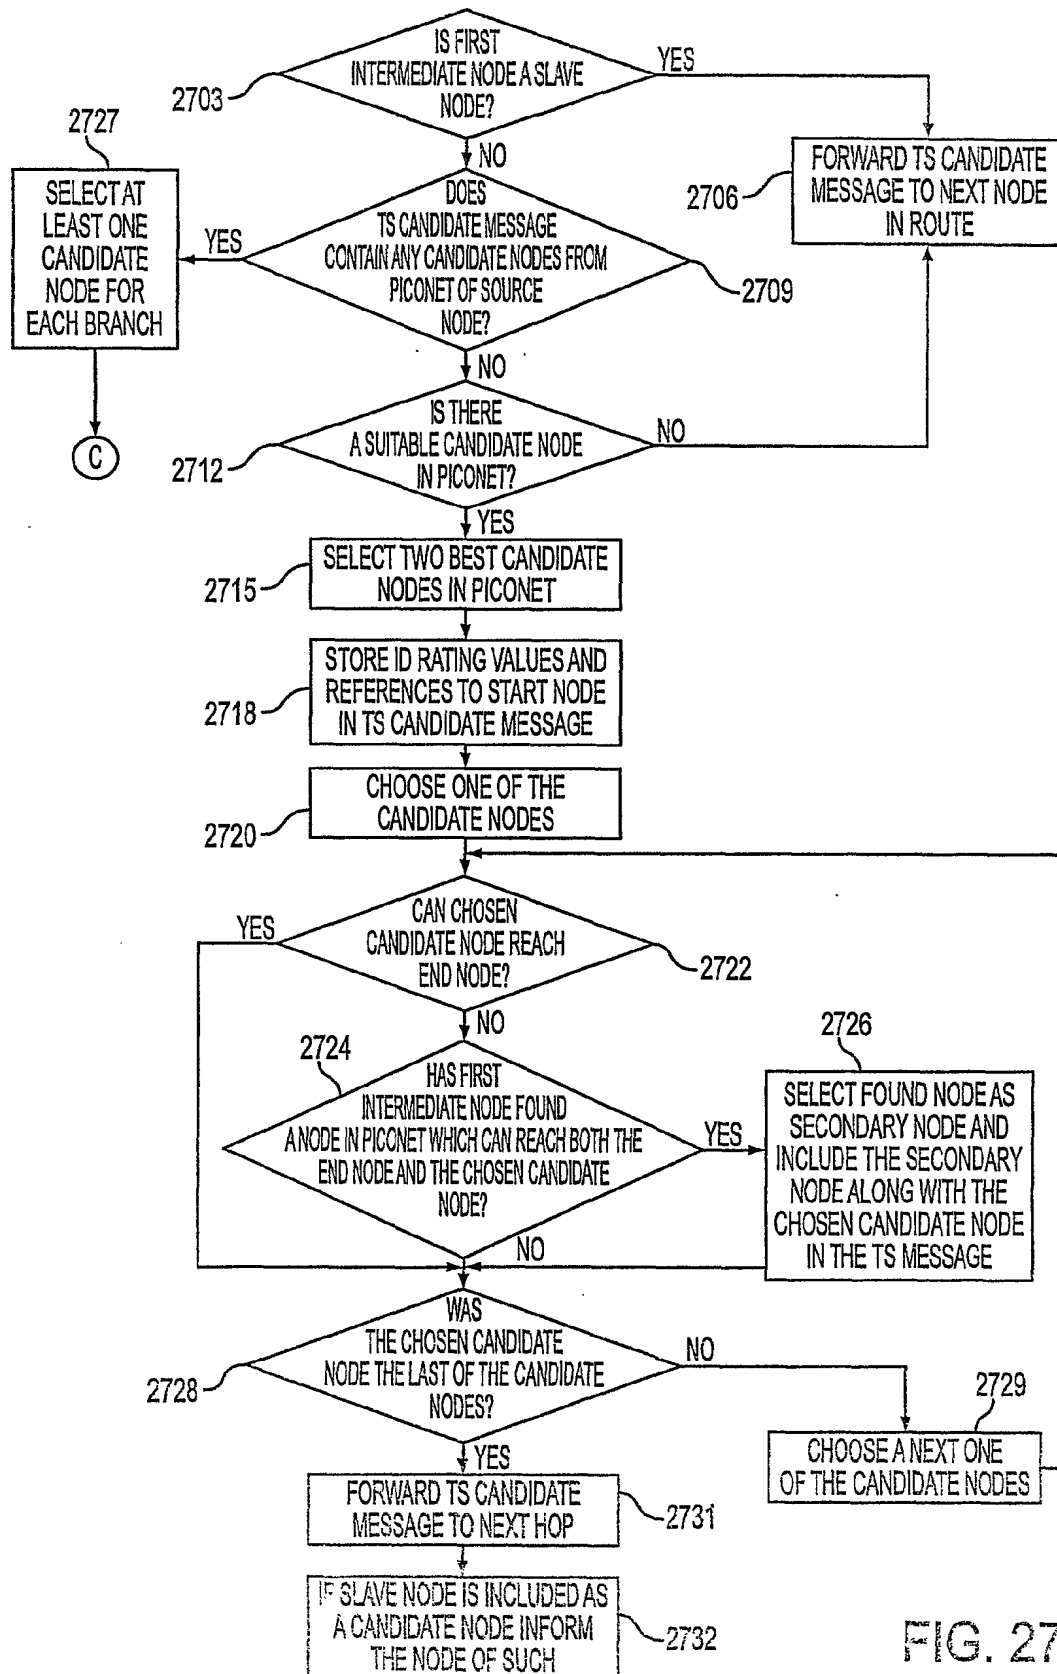 IS FIRST
INTERMEDIATE NODE A SLAVE
NODE?
YES
2703
NO
2727
SELECT AT
LEAST ONE
CANDIDATE
NODE FOR
EACH BRANCH
YES
DOES
TS CANDIDATE MESSAGE
CONTAIN ANY CANDIDATE NODES FROM
PICONET OF SOURCE
NODE?
2709
FORWARD TS CANDIDATE
MESSAGE TO NEXT NODE
IN ROUTE
2706
NO
C
IS THERE
A SUITABLE CANDIDATE NODE
IN PICONET?
NO
2712
YES
SELECT TWO BEST CANDIDATE
NODES IN PICONET
2715
STORE ID RATING VALUES AND
REFERENCES TO START NODE
IN TS CANDIDATE MESSAGE
2718
CHOOSE ONE OF THE
CANDIDATE NODES
2720
YES
CAN CHOSEN
CANDIDATE NODE REACH
END NODE?
2722
NO
2724
HAS FIRST
INTERMEDIATE NODE FOUND
A NODE IN PICONET WHICH CAN REACH BOTH THE
END NODE AND THE CHOSEN CANDIDATE
NODE?
YES
2726
SELECT FOUND NODE AS
SECONDARY NODE AND
INCLUDE THE SECONDARY
NODE ALONG WITH THE
CHOSEN CANDIDATE NODE
IN THE TS MESSAGE
NO
WAS
THE CHOSEN CANDIDATE
NODE THE LAST OF THE CANDIDATE
NODES?
NO
2728
2729
CHOOSE A NEXT ONE
OF THE CANDIDATE NODES
YES
FORWARD TS CANDIDATE
MESSAGE TO NEXT HOP
2731
IF SLAVE NODE IS INCLUDED AS
A CANDIDATE NODE INFORM
THE NODE OF SUCH
2732
FIG. 27